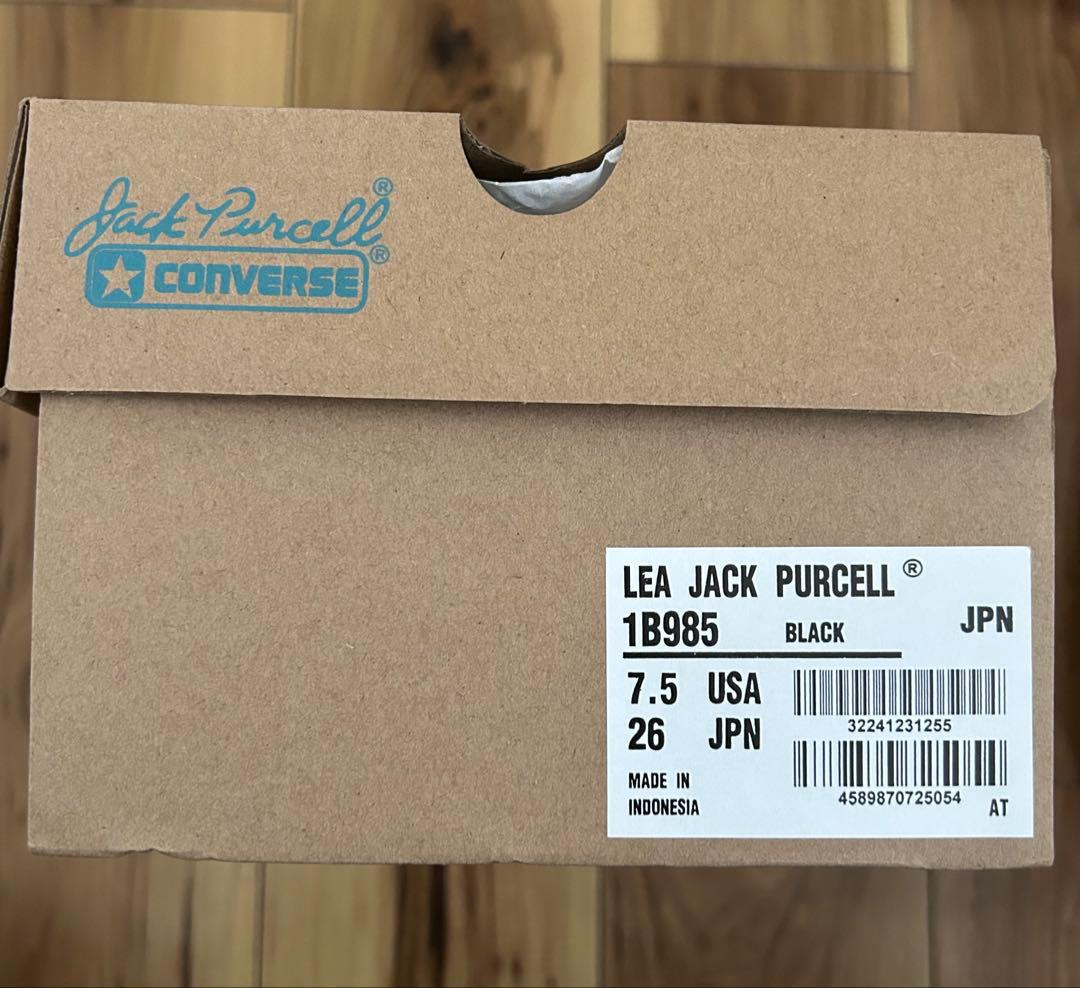 Jack Purcell®
CONVERSE®
LEA JACK PURCELL®
1B985 BLACK JPN
7.5 USA
26 JPN
32241231255
4589870725054
MADE IN
INDONESIA
AT